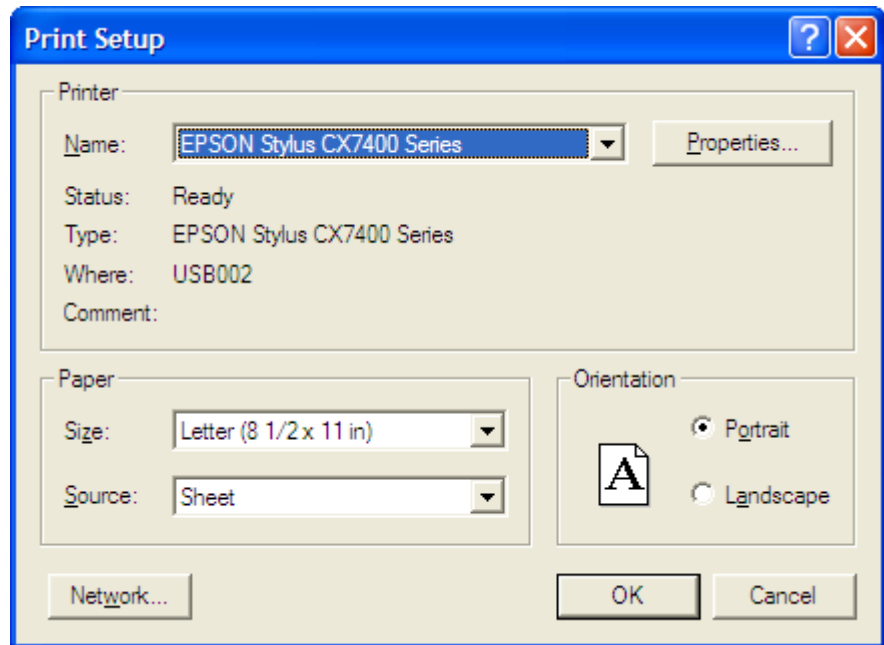 Print Setup
Printer
Name: EPSON Stylus CX7400 Series Properties...
Status: Ready
Type: EPSON Stylus CX7400 Series
Where: USB002
Comment:
Paper
Size: Letter (8 1/2 x 11 in)
Source: Sheet
Orientation
A
Portrait
Landscape
Network... OK Cancel